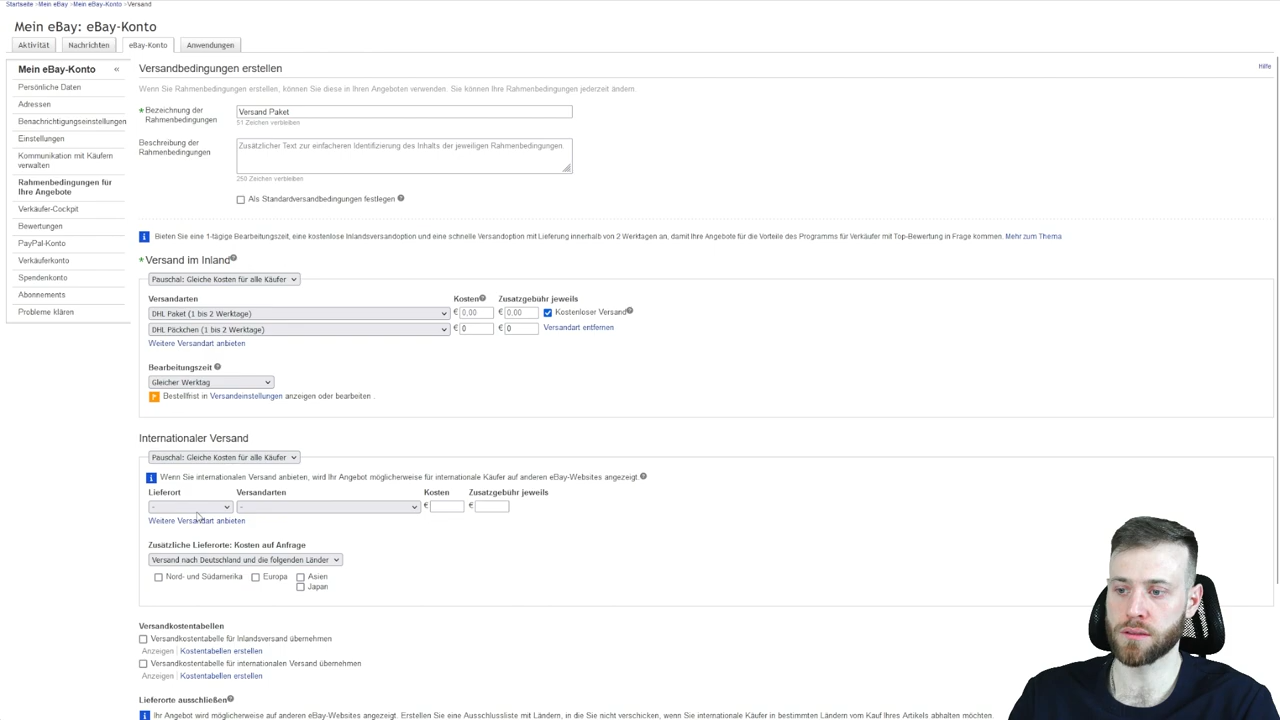 Startseite › Mein eBay › Mein eBay-Konto › Versand
Mein eBay: eBay-Konto
Aktivität
Nachrichten
eBay-Konto
Anwendungen
Mein eBay-Konto «
Persönliche Daten
Adressen
Benachrichtigungseinstellungen
Einstellungen
Kommunikation mit Käufern
verwalten
Rahmenbedingungen für
Ihre Angebote
Verkäufer-Cockpit
Bewertungen
PayPal-Konto
Verkäuferkonto
Spendenkonto
Abonnements
Probleme klären
Versandbedingungen erstellen
Hilfe
Wenn Sie Rahmenbedingungen erstellen, können Sie diese in Ihren Angeboten verwenden. Sie können Ihre Rahmenbedingungen jederzeit ändern
* Bezeichnung der
Rahmenbedingungen
Versand Paket
51 Zeichen verbleiben
Beschreibung der
Rahmenbedingungen
Zusätzlicher Text zur einfacheren Identifizierung des Inhalts der jeweiligen Rahmenbedingungen.
250 Zeichen verbleiben
Als Standardversandbedingungen festlegen ?
Bieten Sie eine 1-tägige Bearbeitungszeit, eine kostenlose Inlandsversandoption und eine schnelle Versandoption mit Lieferung innerhalb von 2 Werktagen an, damit Ihre Angebote für die Vorteile des Programms für Verkäufer mit Top-Bewertung in Frage kommen. Mehr zum Thema
* Versand im Inland ?
Pauschal: Gleiche Kosten für alle Käufer
Versandarten Kosten ? Zusatzgebühr jeweils
DHL Paket (1 bis 2 Werktage) € 0,00 € 0,00 Kostenloser Versand ?
DHL Päckchen (1 bis 2 Werktage) € 0 € 0 Versandart entfernen
Weitere Versandart anbieten
Bearbeitungszeit ?
Gleicher Werktag
Bestellfrist in Versandeinstellungen anzeigen oder bearbeiten .
Internationaler Versand
Pauschal: Gleiche Kosten für alle Käufer
Wenn Sie internationalen Versand anbieten, wird Ihr Angebot möglicherweise für internationale Käufer auf anderen eBay-Websites angezeigt. ?
Lieferort Versandarten Kosten Zusatzgebühr jeweils
- - € €
Weitere Versandart anbieten
Zusätzliche Lieferorte: Kosten auf Anfrage
Versand nach Deutschland und die folgenden Länder
Nord- und Südamerika Europa Asien
Japan
Versandkostentabellen
Versandkostentabelle für Inlandsversand übernehmen
Anzeigen | Kostentabellen erstellen
Versandkostentabelle für internationalen Versand übernehmen
Anzeigen | Kostentabellen erstellen
Lieferorte ausschließen ?
Ihr Angebot wird möglicherweise auf anderen eBay-Websites angezeigt. Erstellen Sie eine Ausschlussliste mit Ländern, in die Sie nicht verschicken, wenn Sie internationale Käufer in bestimmten Ländern vom Kauf Ihres Artikels abhalten möchten.